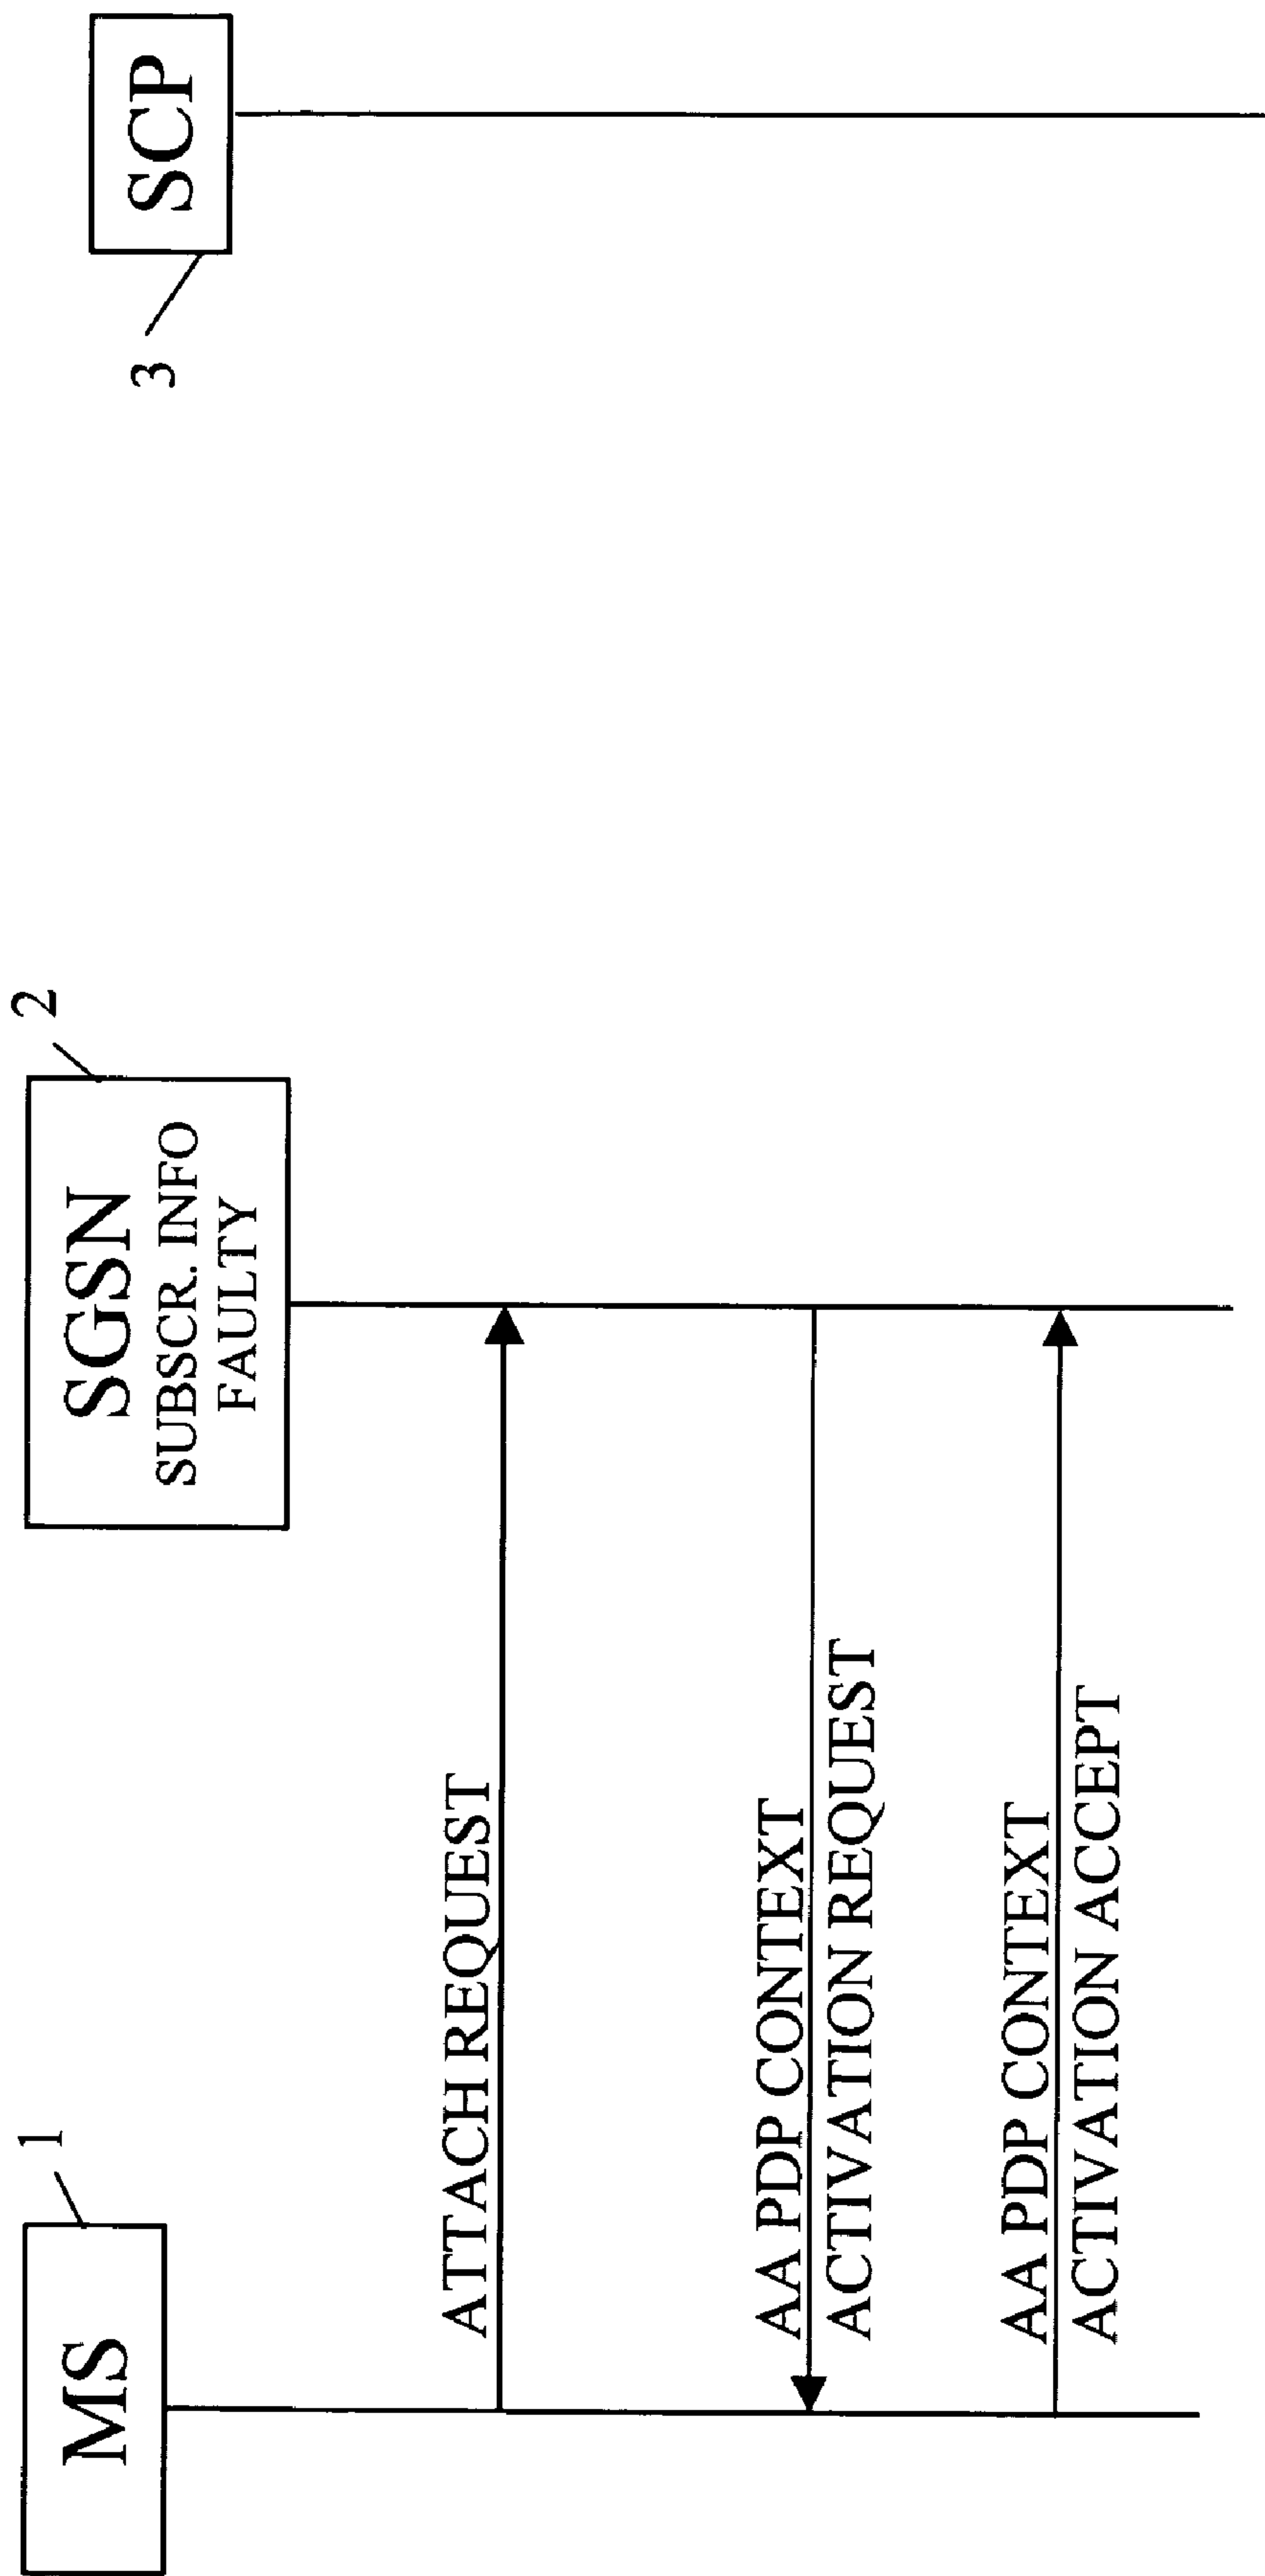 MS
1
SGSN
SUBSCR. INFO
FAULTY
2
SCP
3
ATTACH REQUEST
AA PDP CONTEXT
ACTIVATION REQUEST
AA PDP CONTEXT
ACTIVATION ACCEPT